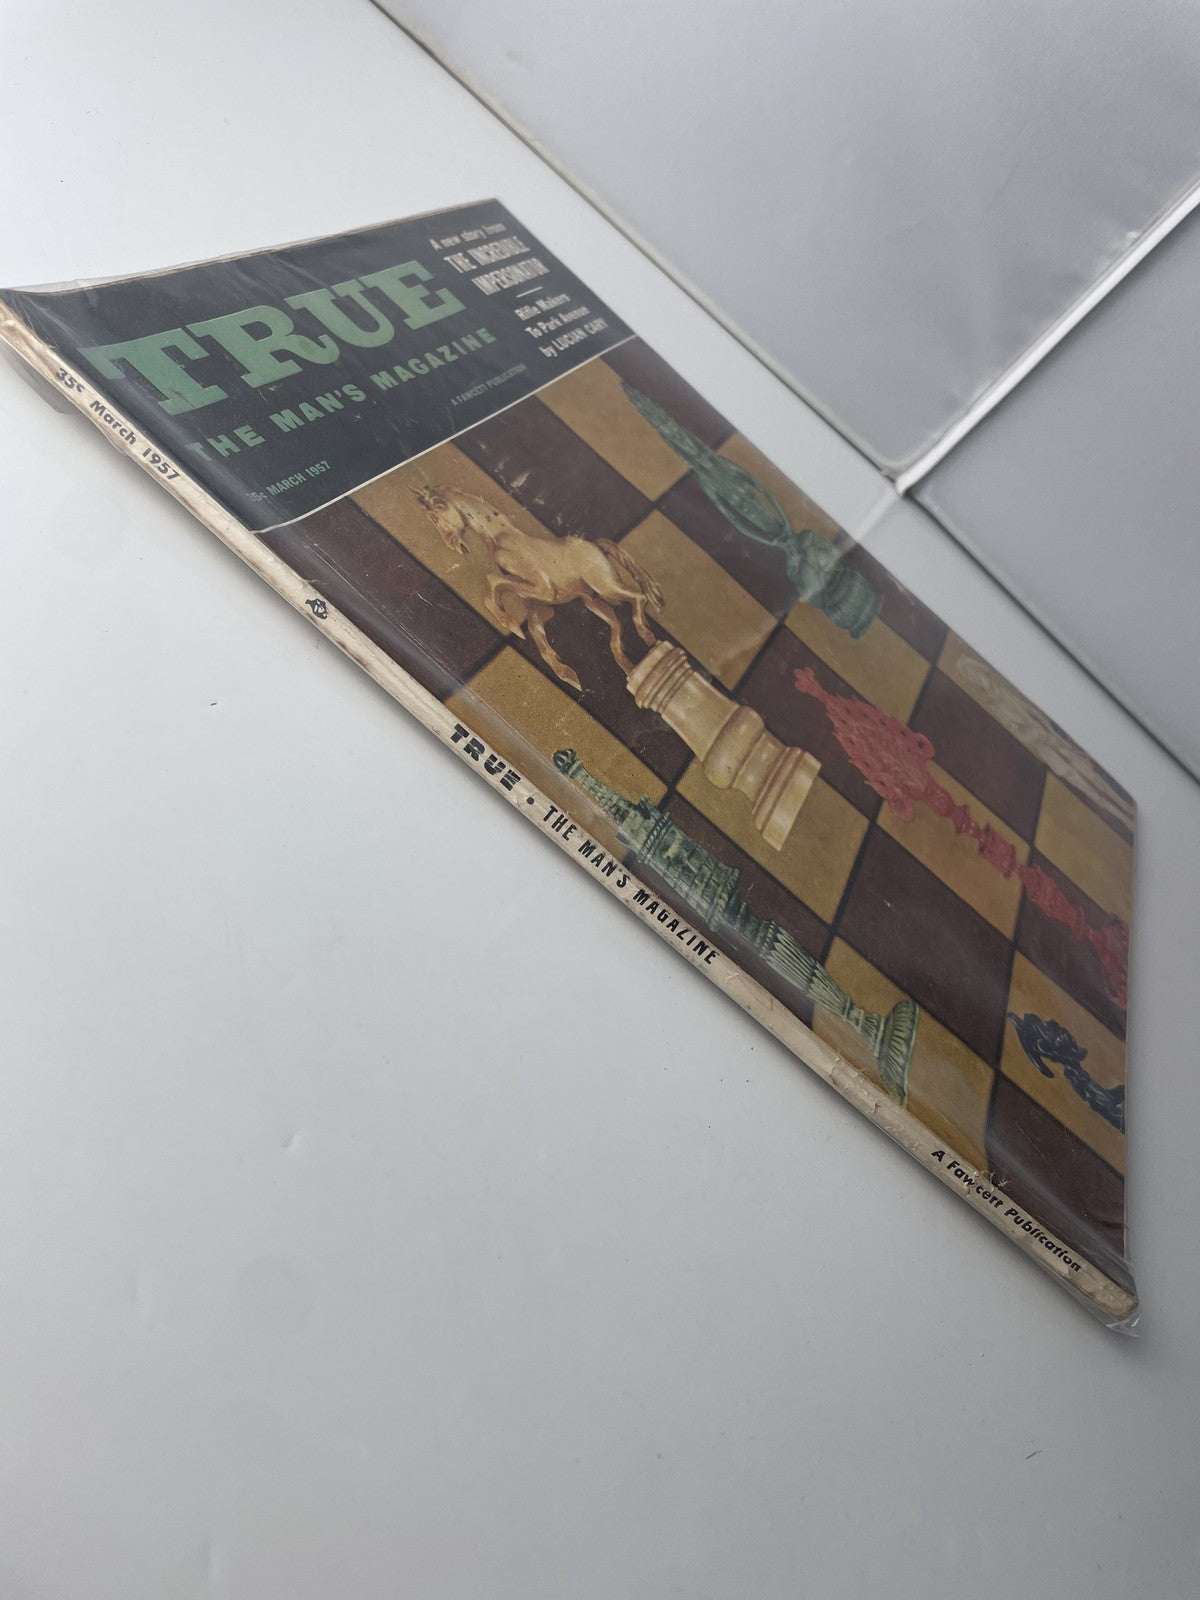 A new story from
THE INCREDIBLE
IMPERSONATOR
Rifle Makers
To Park Avenue
by LUCIAN CARY
TRUE
THE MAN'S MAGAZINE
A FAWCETT PUBLICATION
35¢ MARCH 1957
35¢ March 1957
TRUE • THE MAN'S MAGAZINE
A Fawcett Publication